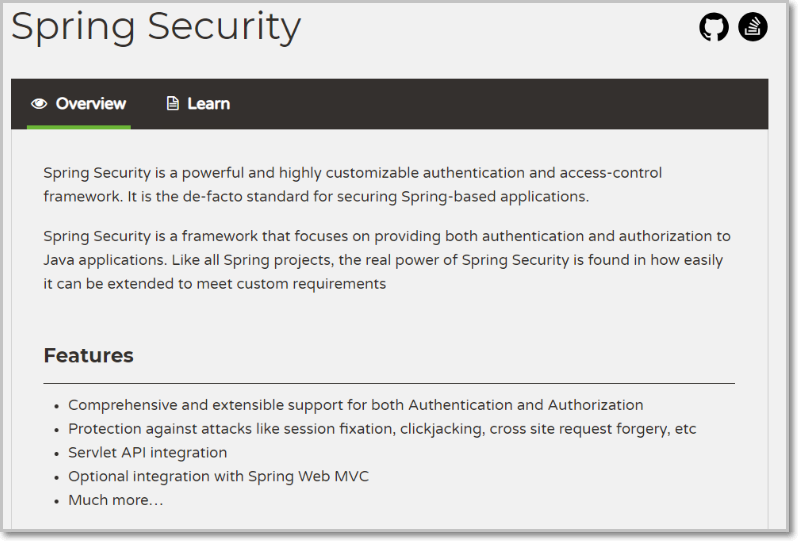 Spring Security
Overview Learn
Spring Security is a powerful and highly customizable authentication and access-control
framework. It is the de-facto standard for securing Spring-based applications.
Spring Security is a framework that focuses on providing both authentication and authorization to
Java applications. Like all Spring projects, the real power of Spring Security is found in how easily
it can be extended to meet custom requirements
Features
• Comprehensive and extensible support for both Authentication and Authorization
• Protection against attacks like session fixation, clickjacking, cross site request forgery, etc
• Servlet API integration
• Optional integration with Spring Web MVC
• Much more…